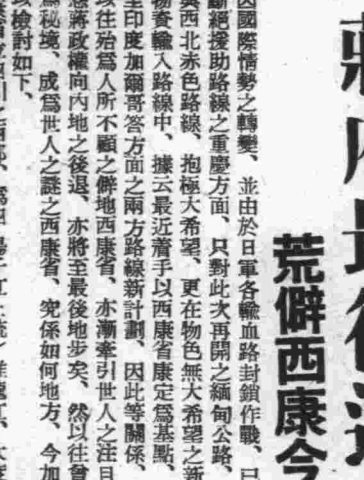 蔣府最後退
荒僻西康今
因國際情勢之轉變、並由於日軍各輸血路封鎖作戰、已
斷絕援助路線之重慶方面、只對此次再開之緬甸公路、
與西北赤色路線、抱極大希望、更在物色無大希望之新
物資輸入路線中、據云最近着手以西康省康定爲基點、
至印度加爾哥答方面之兩方路線新計劃、因此等關係、
以往殆爲人所不顧之僻地西康省、亦漸牽引世人之注目
將政權向內地之後退、亦將至最後地步矣、然以往曾
爲秘境、成爲世人之謎之西康省、究係如何地方、今加
以檢討如下、